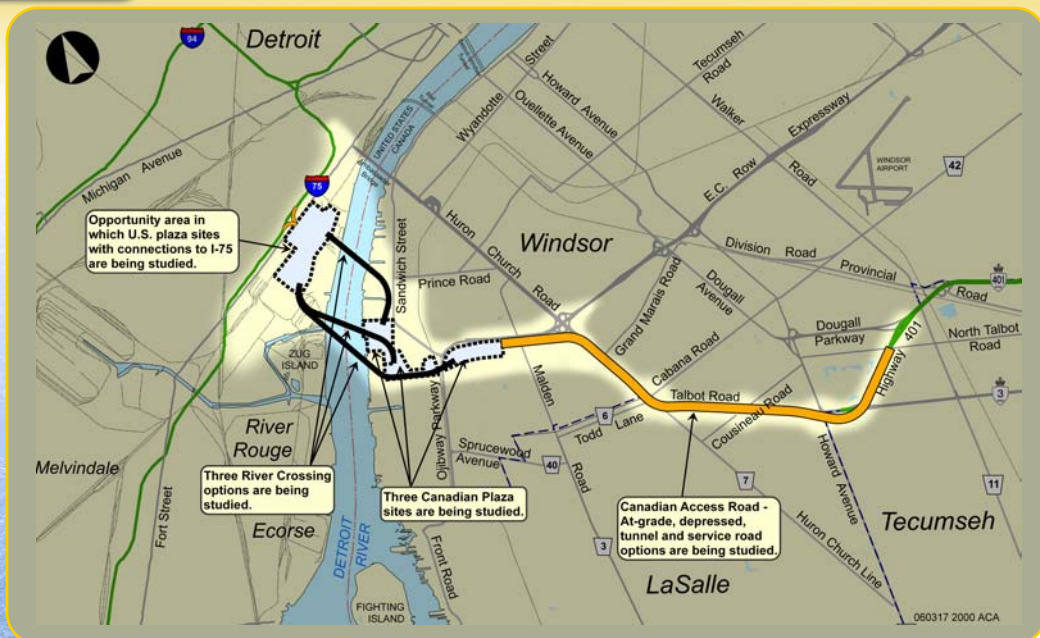 94
Detroit
Michigan Avenue
75
UNITED STATES
CANADA
Street
Wyandotte
Howard Avenue
Ouellette Avenue
Tecumseh
Road
Walker
Road
Expressway
E.C. Row
WINDSOR
AIRPORT
42
Opportunity area in
which U.S. plaza sites
with connections to I-75
are being studied.
Sandwich Street
Huron
Church
Road
Windsor
Prince Road
Grand Marais Road
Dougall
Avenue
Division Road
Provincial
Road
401
North Talbot
Road
Dougall
Parkway
Highway 401
3
ZUG
ISLAND
Cabana Road
Talbot Road
Cousineau Road
Malden
Road
6
Todd Lane
Howard Avenue
River
Rouge
Melvindale
Ojibway Parkway
Sprucewood
Avenue
40
7
11
Three River Crossing
options are being
studied.
Three Canadian Plaza
sites are being studied.
Canadian Access Road -
At-grade, depressed,
tunnel and service road
options are being studied.
Tecumseh
Fort Street
Ecorse
DETROIT
RIVER
Front Road
3
Huron Church Line
LaSalle
FIGHTING
ISLAND
060317 2000 ACA